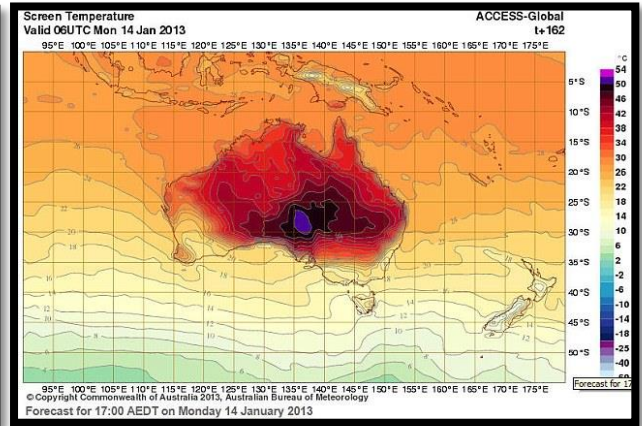 Screen Temperature
ACCESS-Global
Valid 06UTC Mon 14 Jan 2013
t+162
95°E 100°E 105°E 110°E 115°E 120°E 125°E 130°E 135°E 140°E 145°E 150°E 155°E 160°E 165°E 170°E 175°E
°C
54
50
46
42
38
34
30
26
22
18
14
10
6
2
-2
-6
-10
-14
-18
-25
-40
5°S
10°S
15°S
20°S
25°S
30°S
35°S
40°S
45°S
50°S
95°E 100°E 105°E 110°E 115°E 120°E 125°E 130°E 135°E 140°E 145°E 150°E 155°E 160°E 165°E 170°E 175°E
Forecast for 17
© Copyright Commonwealth of Australia 2013, Australian Bureau of Meteorology
Forecast for 17:00 AEDT on Monday 14 January 2013